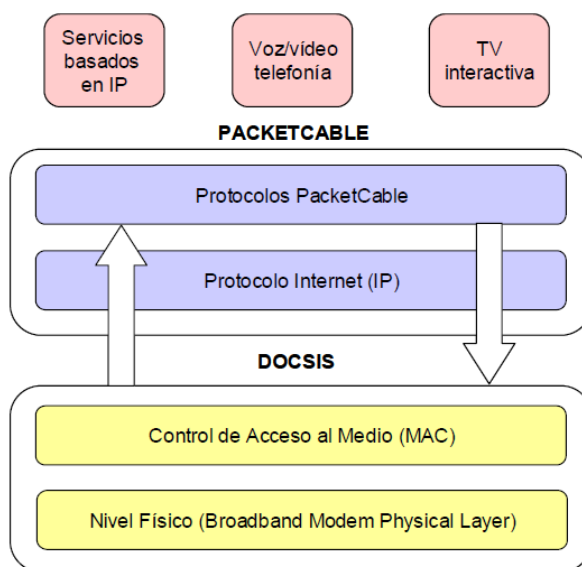 Servicios
basados
en IP
Voz/vídeo
telefonía
TV
interactiva
PACKETCABLE
Protocolos PacketCable
Protocolo Internet (IP)
DOCSIS
Control de Acceso al Medio (MAC)
Nivel Físico (Broadband Modem Physical Layer)